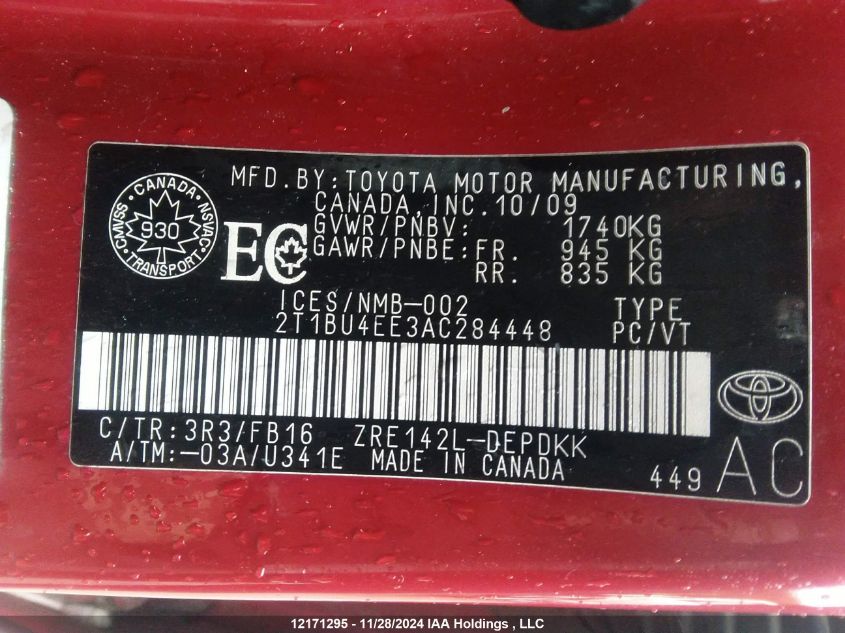 MFD.BY:TOYOTA MOTOR MANUFACTURING,
CANADA, INC.10/09
GVWR/PNBV: 1740KG
GAWR/PNBE:FR. 945 KG
RR. 835 KG
CANADA
CMVSS NSVAC
930
TRANSPORT
EC
ICES/NMB-002 TYPE
2T1BU4EE3AC284448 PC/VT
C/TR:3R3/FB16 ZRE142L-DEPDKK
A/TM:-03A/U341E MADE IN CANADA
449 AC
12171295 - 11/28/2024 IAA Holdings , LLC